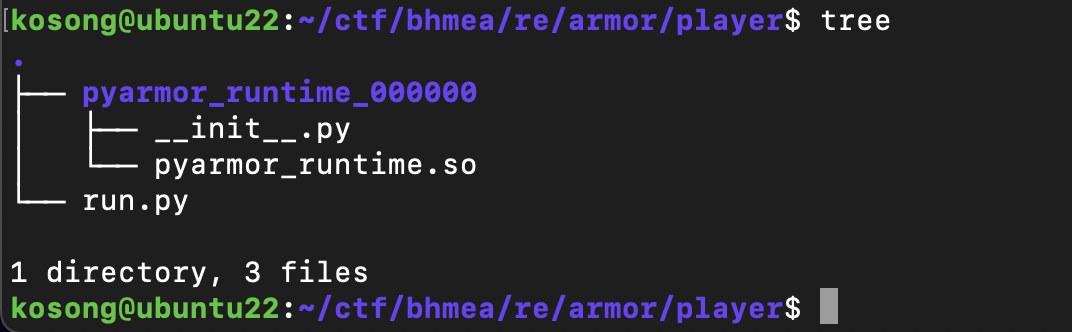 [kosong@ubuntu22:~/ctf/bhmea/re/armor/player$ tree
.
├── pyarmor_runtime_000000
│   ├── __init__.py
│   └── pyarmor_runtime.so
└── run.py
1 directory, 3 files
kosong@ubuntu22:~/ctf/bhmea/re/armor/player$